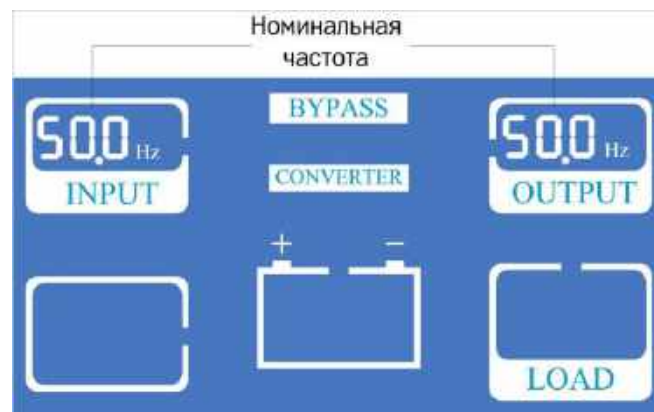 Номинальная
частота
50.0 Hz
BYPASS
50.0 Hz
INPUT
CONVERTER
OUTPUT
+ −
LOAD